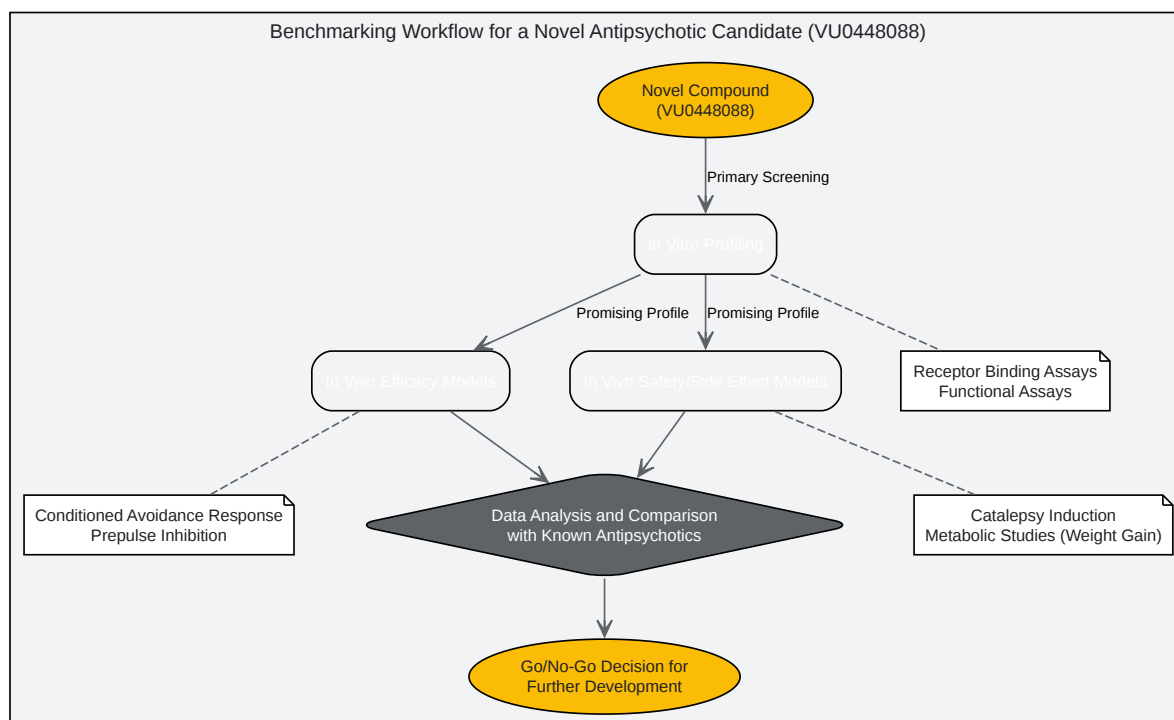 Benchmarking Workflow for a Novel Antipsychotic Candidate (VU0448088)
Novel Compound
(VU0448088)
Primary Screening
In Vitro Profiling
Promising Profile
Promising Profile
In Vivo Efficacy Models
In Vivo Safety/Side Effect Models
Receptor Binding Assays
Functional Assays
Conditioned Avoidance Response
Prepulse Inhibition
Data Analysis and Comparison
with Known Antipsychotics
Catalepsy Induction
Metabolic Studies (Weight Gain)
Go/No-Go Decision for
Further Development